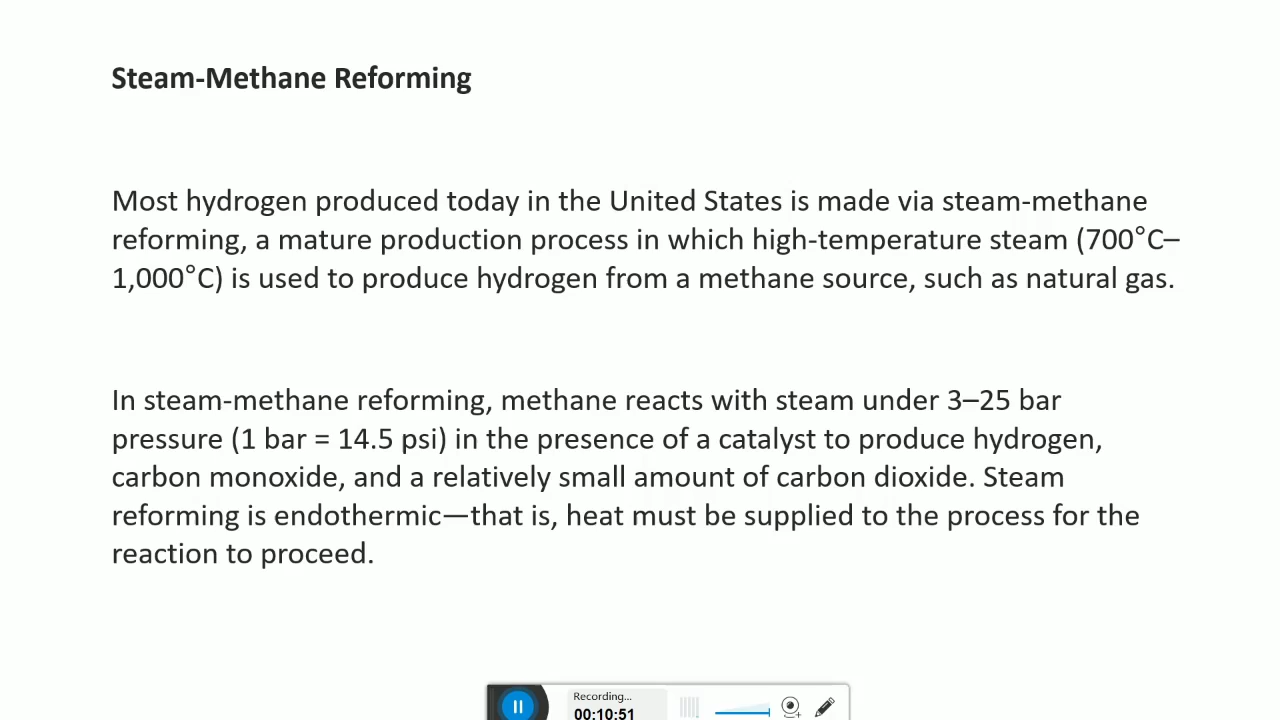 Steam-Methane Reforming
Most hydrogen produced today in the United States is made via steam-methane
reforming, a mature production process in which high-temperature steam (700°C–
1,000°C) is used to produce hydrogen from a methane source, such as natural gas.
In steam-methane reforming, methane reacts with steam under 3–25 bar
pressure (1 bar = 14.5 psi) in the presence of a catalyst to produce hydrogen,
carbon monoxide, and a relatively small amount of carbon dioxide. Steam
reforming is endothermic—that is, heat must be supplied to the process for the
reaction to proceed.
Recording...
00:10:51